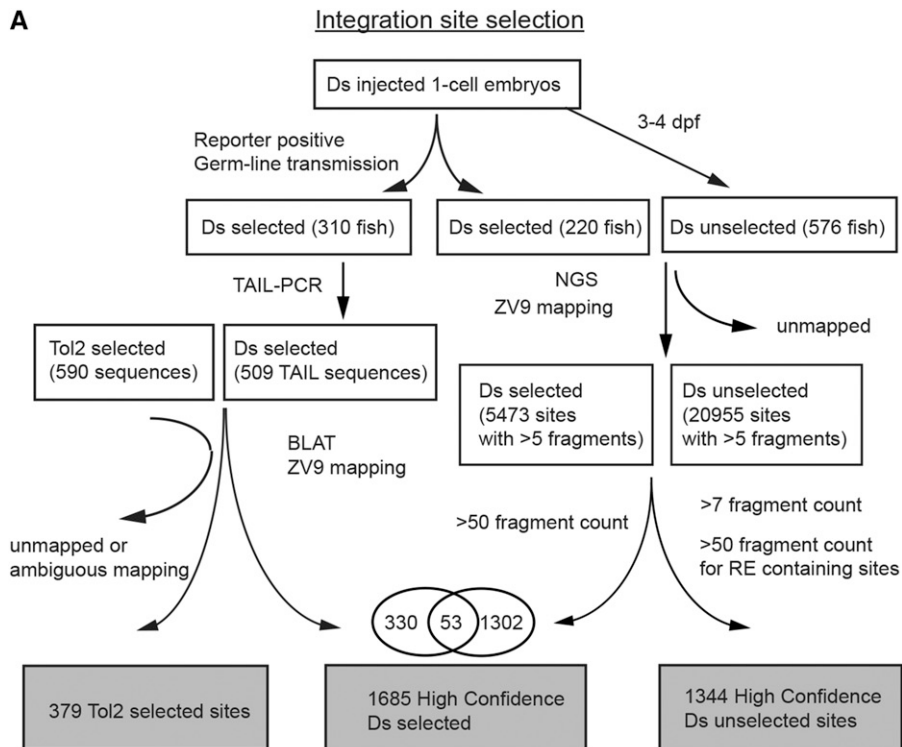 A
Integration site selection
Ds injected 1-cell embryos
3-4 dpf
Reporter positive
Germ-line transmission
Ds selected (310 fish)
Ds selected (220 fish)
Ds unselected (576 fish)
TAIL-PCR
NGS
ZV9 mapping
unmapped
Tol2 selected
(590 sequences)
Ds selected
(509 TAIL sequences)
Ds selected
(5473 sites
with >5 fragments)
Ds unselected
(20955 sites
with >5 fragments)
BLAT
ZV9 mapping
unmapped or
ambiguous mapping
>50 fragment count
>7 fragment count
>50 fragment count
for RE containing sites
330
53
1302
379 Tol2 selected sites
1685 High Confidence
Ds selected
1344 High Confidence
Ds unselected sites